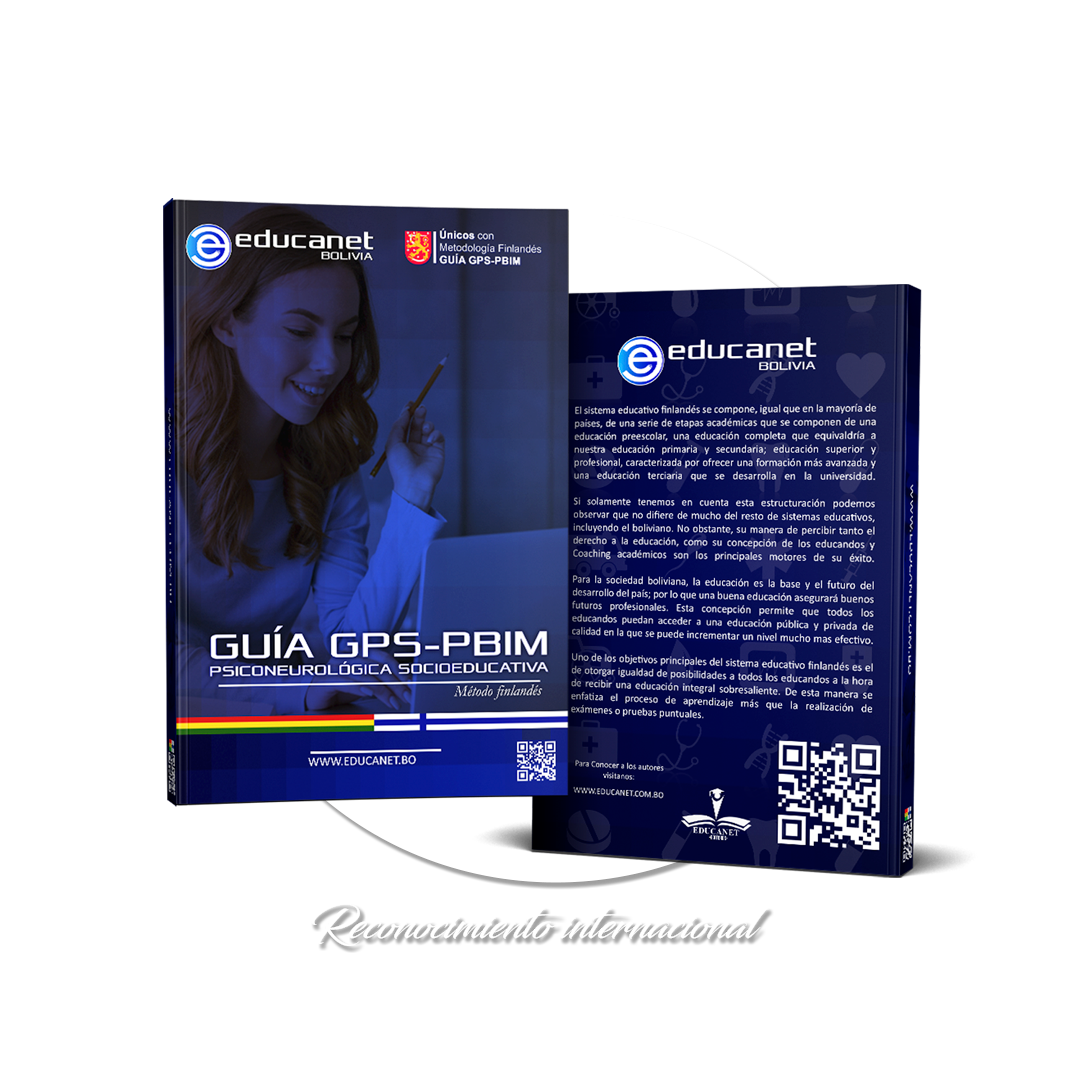 educanet
BOLIVIA
Únicos con
Metodología Finlandés
GUÍA GPS-PBIM
GUÍA GPS-PBIM
PSICONEUROLÓGICA SOCIOEDUCATIVA
Método finlandés
WWW.EDUCANET.BO
educanet
BOLIVIA
El sistema educativo finlandés se compone, igual que en la mayoría de
países, de una serie de etapas académicas que se componen de una
educación preescolar, una educación completa que equivaldría a
nuestra educación primaria y secundaria; educación superior y
profesional, caracterizada por ofrecer una formación más avanzada y
una educación terciaria que se desarrolla en la universidad.
Si solamente tenemos en cuenta esta estructuración podemos
observar que no difiere de mucho del resto de sistemas educativos,
incluyendo el boliviano. No obstante, su manera de percibir tanto el
derecho a la educación, como su concepción de los educandos y
Coaching académicos son los principales motores de su éxito.
Para la sociedad boliviana, la educación es la base y el futuro del
desarrollo del país; por lo que una buena educación asegurará buenos
futuros profesionales. Esta concepción permite que todos los
educandos puedan acceder a una educación pública y privada de
calidad en la que se puede incrementar un nivel mucho mas efectivo.
Uno de los objetivos principales del sistema educativo finlandés es el
de otorgar igualdad de posibilidades a todos los educandos a la hora
de recibir una educación integral sobresaliente. De esta manera se
enfatiza el proceso de aprendizaje más que la realización de
exámenes o pruebas puntuales.
Para Conocer a los autores
visitanos:
WWW.EDUCANET.COM.BO
EDUCANET
Reconocimiento internacional